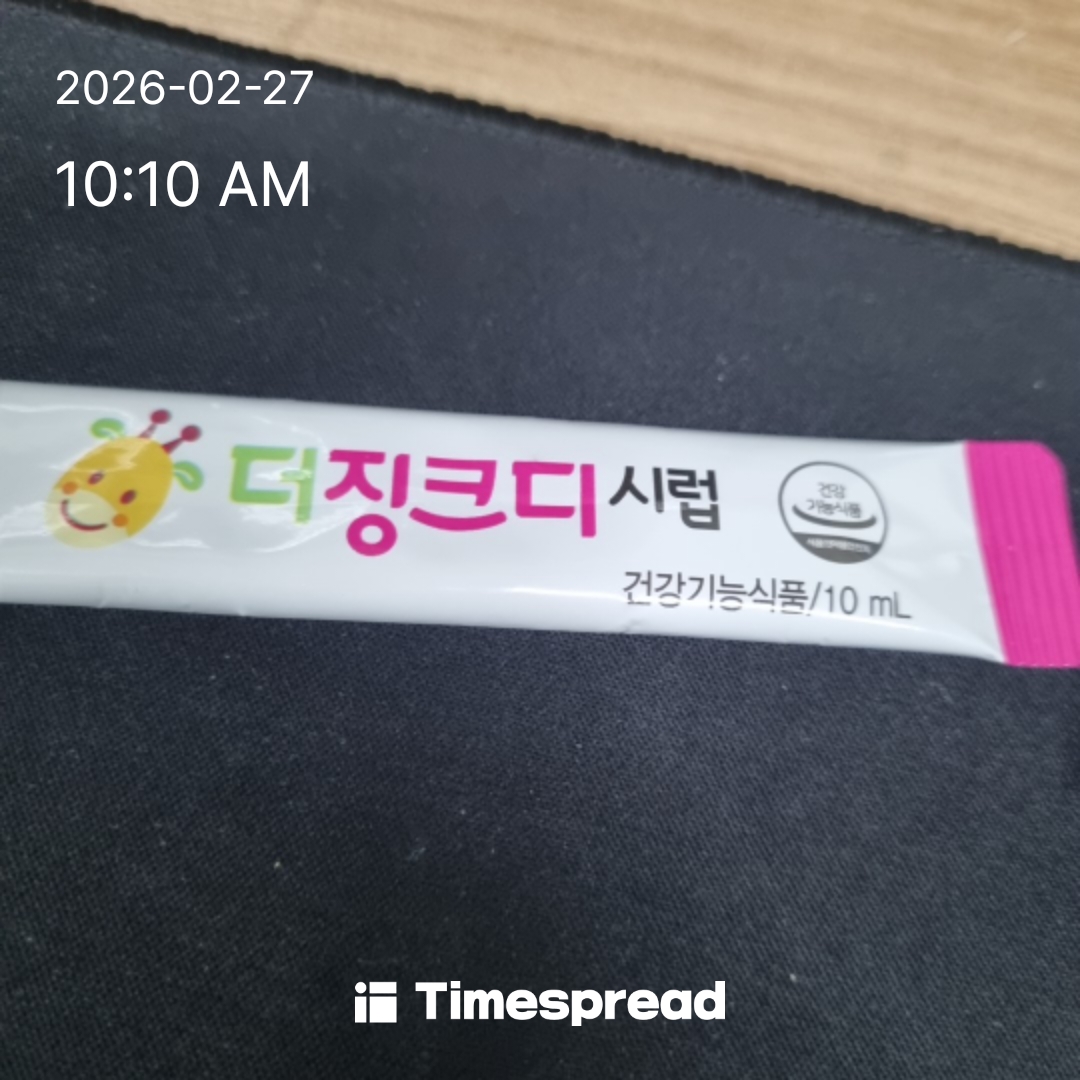 2026-02-27
10:10 AM
더징크디시럽
건강
기능식품
건강기능식품/10 mL
Timespread